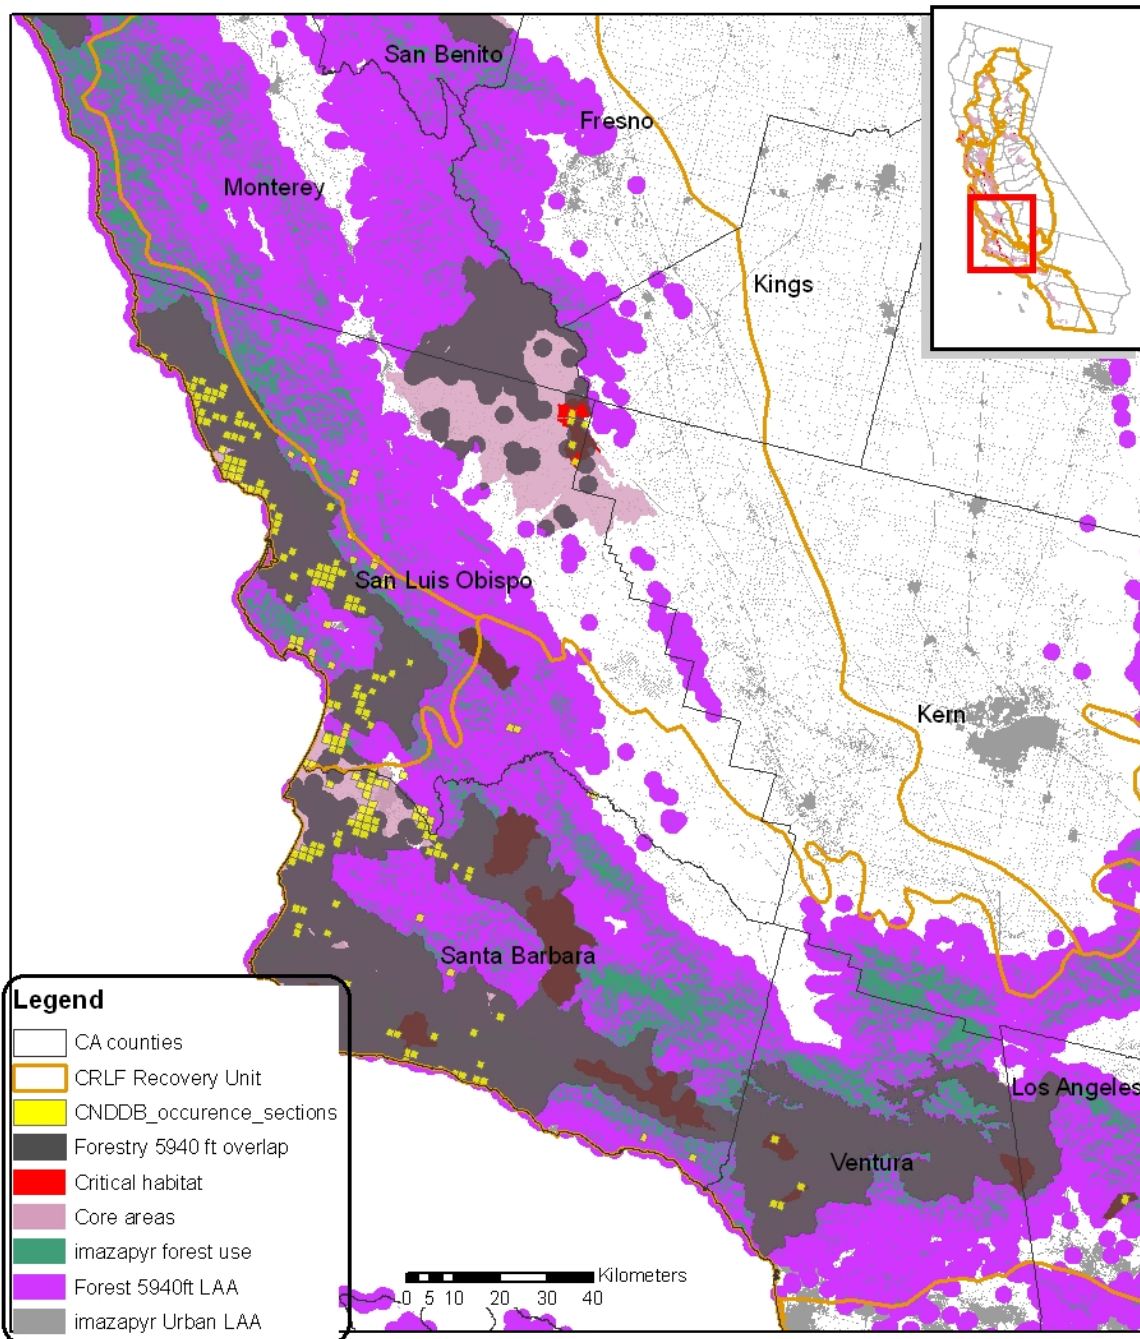 San Benito
Fresno
Monterey
Kings
San Luis Obispo
Kern
Santa Barbara
Los Angeles
Ventura
Legend
CA counties
CRLF Recovery Unit
CNDDB_occurence_sections
Forestry 5940 ft overlap
Critical habitat
Core areas
imazapyr forest use
Forest 5940ft LAA
imazapyr Urban LAA
Kilometers
0 5 10 20 30 40